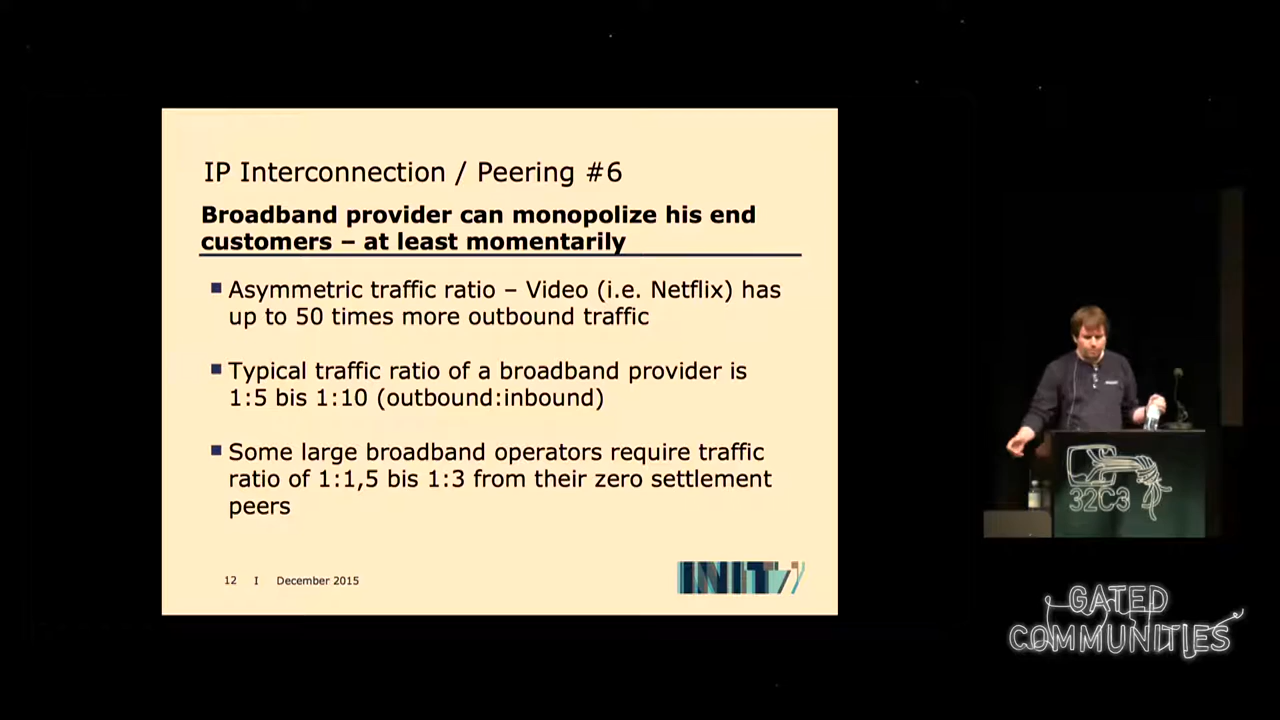 IP Interconnection / Peering #6
Broadband provider can monopolize his end
customers – at least momentarily
Asymmetric traffic ratio – Video (i.e. Netflix) has
up to 50 times more outbound traffic
Typical traffic ratio of a broadband provider is
1:5 bis 1:10 (outbound:inbound)
Some large broadband operators require traffic
ratio of 1:1,5 bis 1:3 from their zero settlement
peers
12 I December 2015
INIT7
32C3
GATED
COMMUNITIES